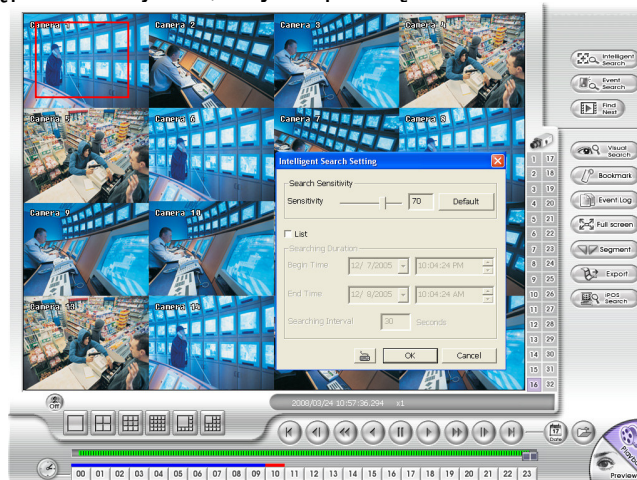 Camera 1
Camera 2
Camera 3
Camera 4
Camera 5
Camera 6
Camera 7
Camera 8
Camera 9
Camera 10
Camera 13
Camera 14
Intelligent Search Setting
Search Sensitivity
Sensitivity
70
Default
List
Searching Duration
Begin Time
12/ 7/2005
10:04:24 PM
End Time
12/ 8/2005
10:04:24 AM
Searching Interval
30
Seconds
OK
Cancel
Intelligent Search
Event Search
Find Next
Visual Search
Bookmark
Event Log
Full screen
Segment
Export
iPOS Search
1 17
2 18
3 19
4 20
5 21
6 22
7 23
8 24
9 25
10 26
11 27
12 28
13 29
14 30
15 31
16 32
Off
2008/03/24 10:57:36.294 x1
17
Date
00 01 02 03 04 05 06 07 08 09 10 11 12 13 14 15 16 17 18 19 20 21 22 23
Playback
Preview